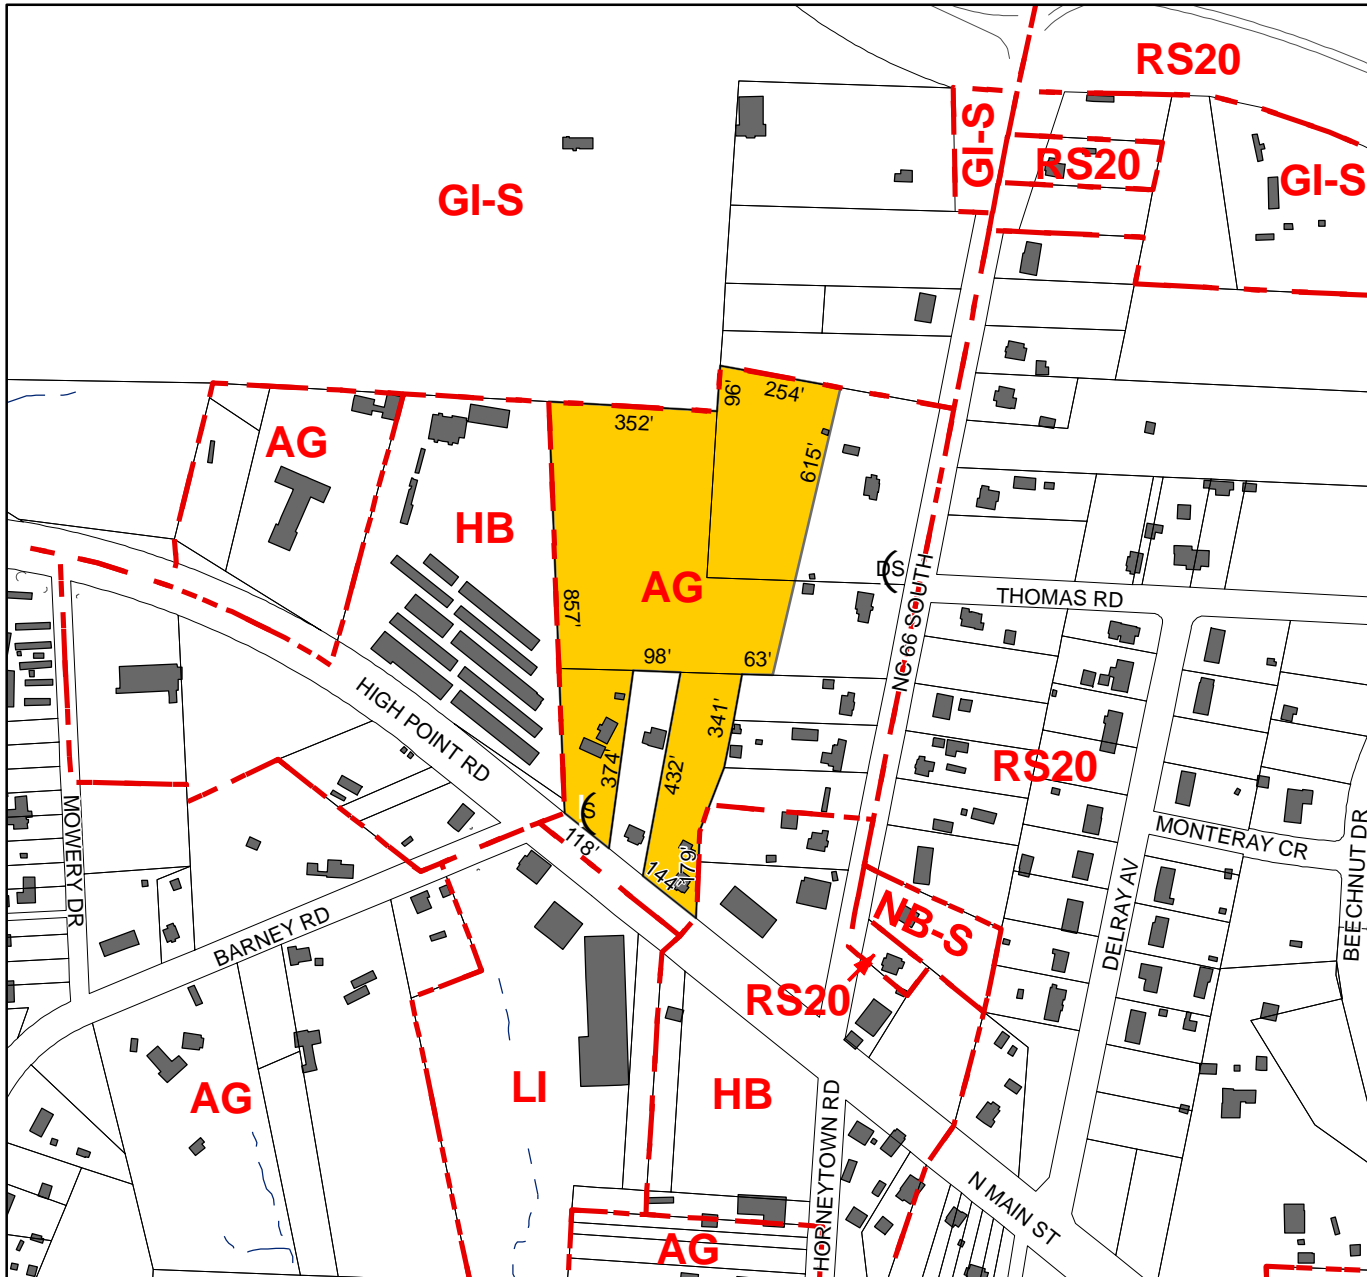 RS20
GI-S
RS20
GI-S
GI-S
96'
254'
352'
AG
615'
HB
DS
AG
857'
THOMAS RD
NC 66 SOUTH
98'
63'
HIGH POINT RD
341'
374'
432'
RS20
S
MOWERY DR
118'
179'
144'
MONTERAY CR
BEECHNUT DR
DELRAY AV
NB-S
BARNEY RD
RS20
AG
LI
HB
HORNEYTOWN RD
N MAIN ST
AG